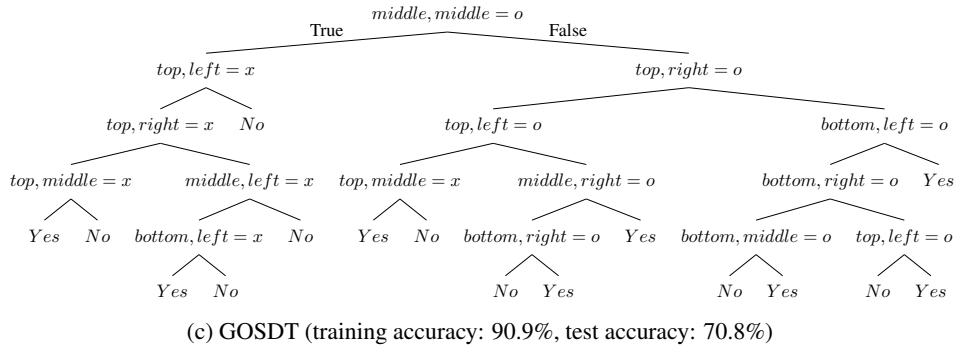 middle, middle = o
True False
top, left = x top, right = o
top, right = x No top, left = o bottom, left = o
top, middle = x middle, left = x top, middle = x middle, right = o bottom, right = o Yes
Yes No bottom, left = x No Yes No bottom, right = o Yes bottom, middle = o top, left = o
Yes No No Yes No Yes No Yes
(c) GOSDT (training accuracy: 90.9%, test accuracy: 70.8%)